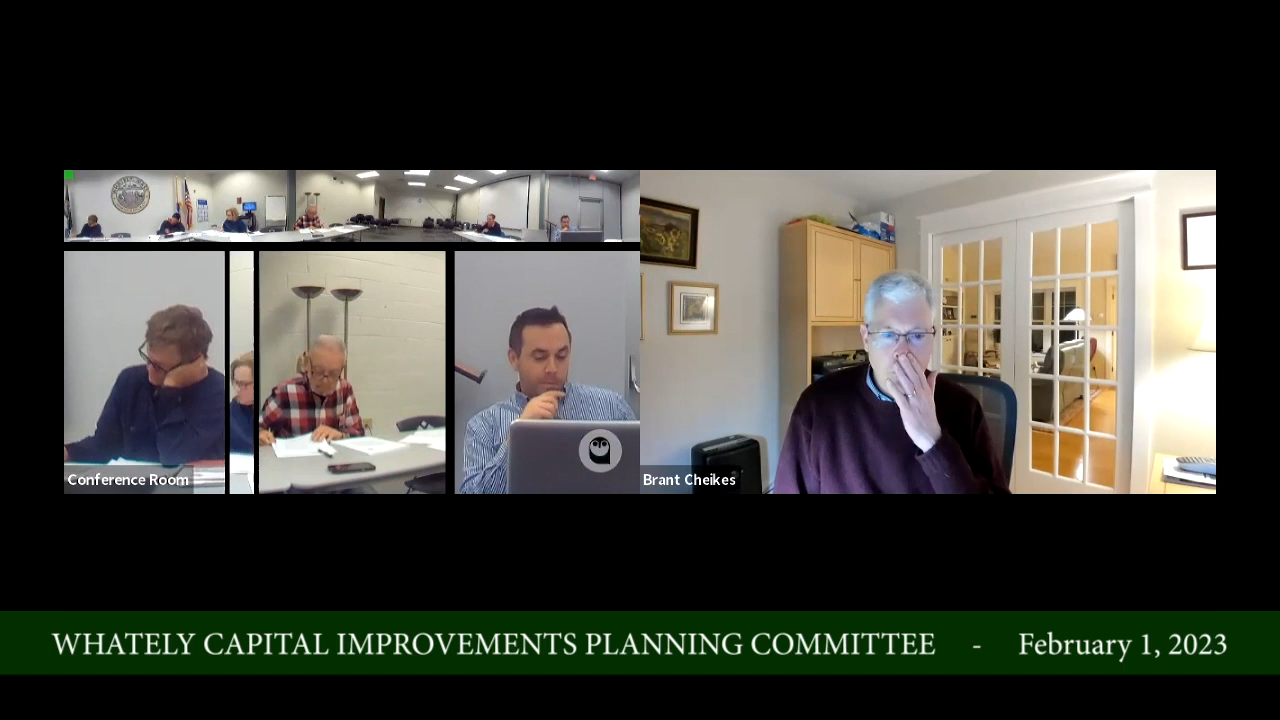 Conference Room
Brant Cheikes
WHATELY CAPITAL IMPROVEMENTS PLANNING COMMITTEE - February 1, 2023